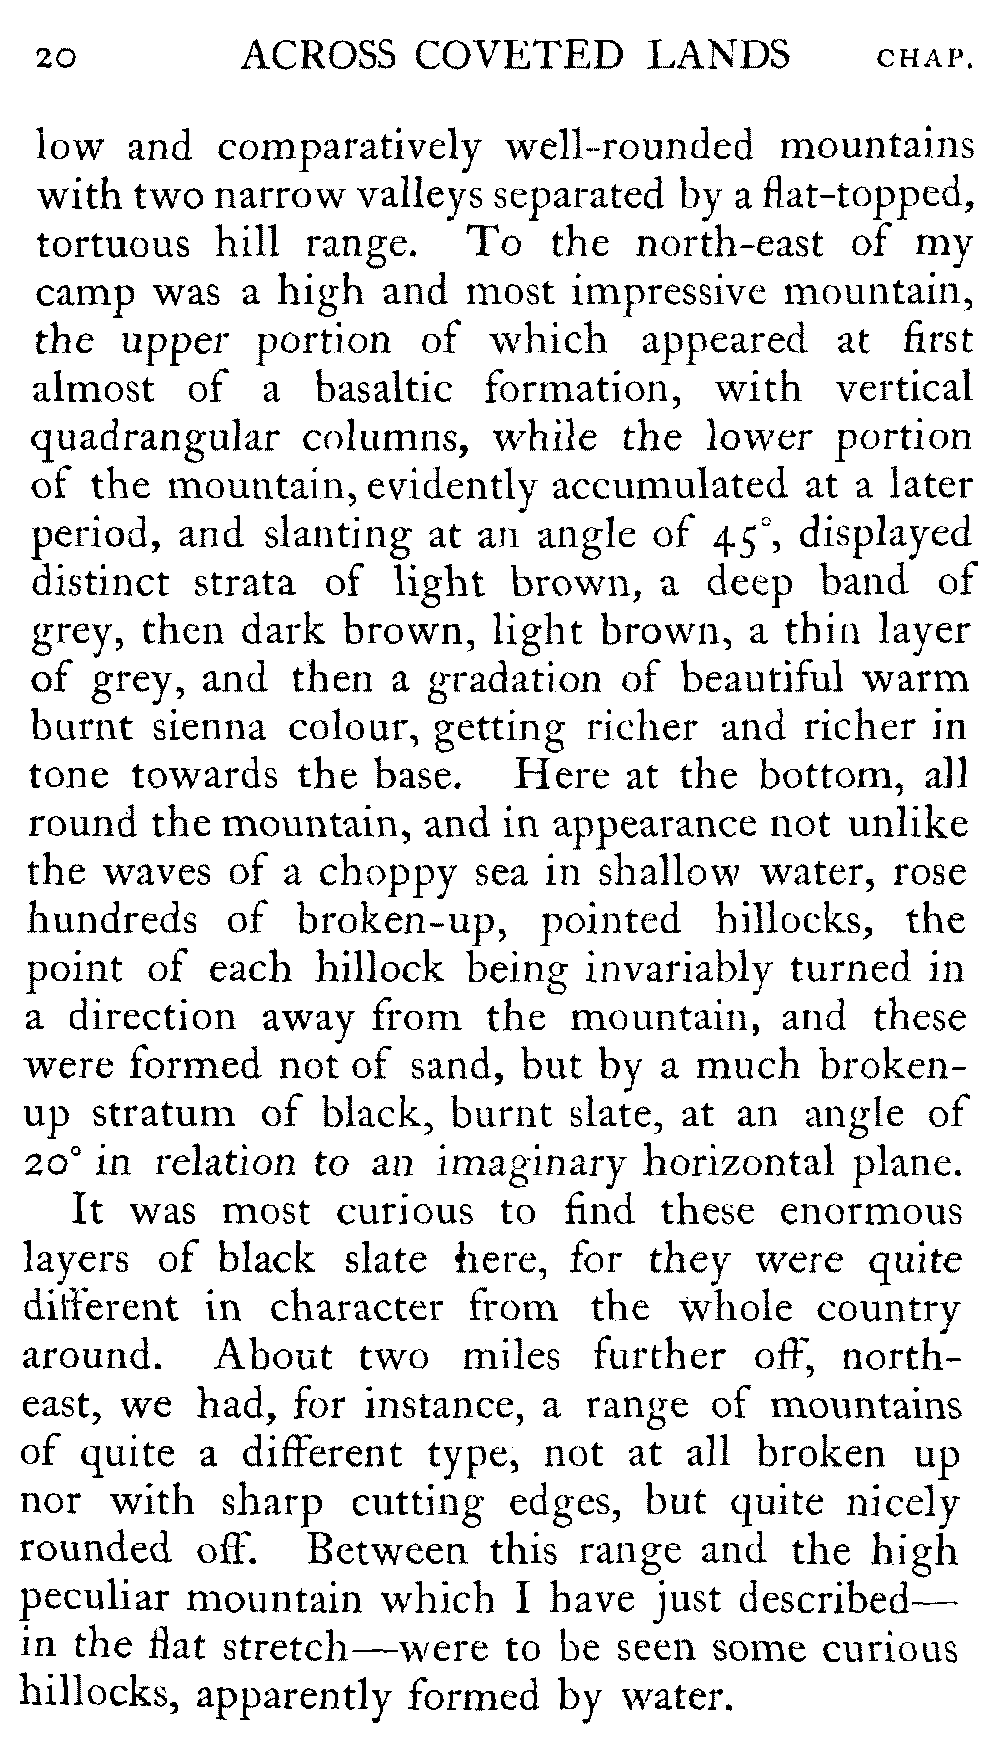 20 ACROSS COVETED LANDS CHAP.
low and comparatively well-rounded mountains
with two narrow valleys separated by a flat-topped,
tortuous hill range. To the north-east of my
camp was a high and most impressive mountain,
the upper portion of which appeared at first
almost of a basaltic formation, with vertical
quadrangular columns, while the lower portion
of the mountain, evidently accumulated at a later
period, and slanting at an angle of 45°, displayed
distinct strata of light brown, a deep band of
grey, then dark brown, light brown, a thin layer
of grey, and then a gradation of beautiful warm
burnt sienna colour, getting richer and richer in
tone towards the base. Here at the bottom, all
round the mountain, and in appearance not unlike
the waves of a choppy sea in shallow water, rose
hundreds of broken-up, pointed hillocks, the
point of each hillock being invariably turned in
a direction away from the mountain, and these
were formed not of sand, but by a much broken-
up stratum of black, burnt slate, at an angle of
20° in relation to an imaginary horizontal plane.
It was most curious to find these enormous
layers of black slate here, for they were quite
different in character from the whole country
around. About two miles further off, north-
east, we had, for instance, a range of mountains
of quite a different type, not at all broken up
nor with sharp cutting edges, but quite nicely
rounded off. Between this range and the high
peculiar mountain which I have just described—
in the flat stretch—were to be seen some curious
hillocks, apparently formed by water.